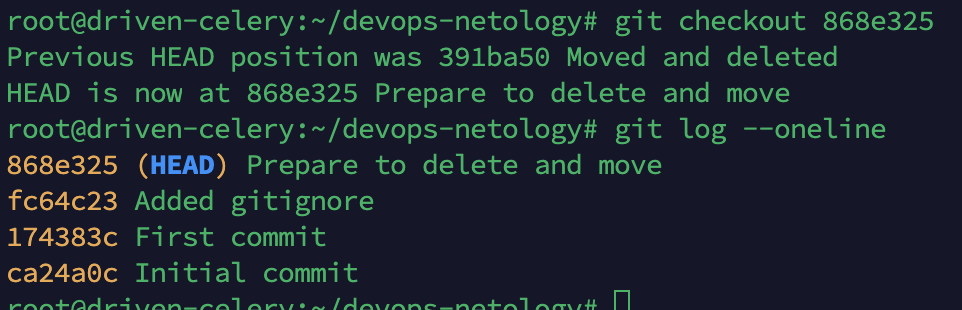 root@driven-celery:~/devops-netology# git checkout 868e325
Previous HEAD position was 391ba50 Moved and deleted
HEAD is now at 868e325 Prepare to delete and move
root@driven-celery:~/devops-netology# git log --oneline
868e325 (HEAD) Prepare to delete and move
fc64c23 Added gitignore
174383c First commit
ca24a0c Initial commit
root@driven-celery:~/devops-netology#